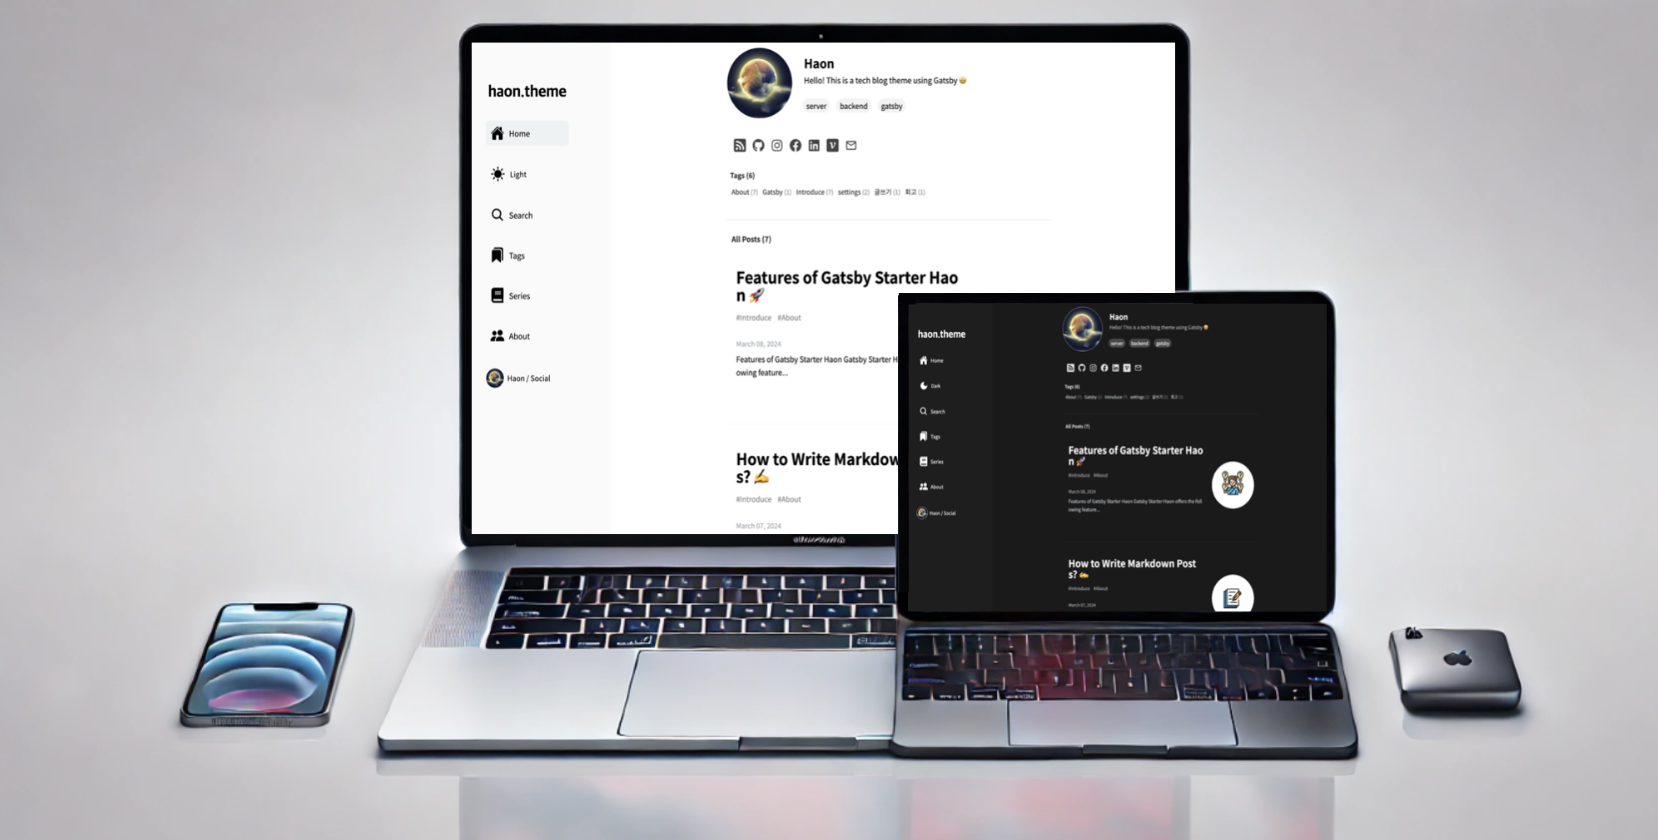 haon.theme
Home
Light
Search
Tags
Series
About
Haon / Social
Haon
Hello! This is a tech blog theme using Gatsby 🤓
server backend gatsby
Tags (6)
About (7) Gatsby (1) Introduce (7) settings (2) 글쓰기 (1) 회고 (1)
All Posts (7)
Features of Gatsby Starter Hao
n 🚀
#Introduce #About
March 08, 2024
Features of Gatsby Starter Haon Gatsby Starter H
owing feature...
How to Write Markdow
s? ✍️
#Introduce #About
March 07, 2024
haon.theme
Home
Dark
Search
Tags
Series
About
Haon / Social
Haon
Hello! This is a tech blog theme using Gatsby 🤓
server backend gatsby
Tags (6)
About (7) Gatsby (1) Introduce (7) settings (2) 글쓰기 (1) 회고 (1)
All Posts (7)
Features of Gatsby Starter Hao
n 🚀
#Introduce #About
March 08, 2024
Features of Gatsby Starter Haon Gatsby Starter Haon offers the foll
owing feature...
How to Write Markdown Post
s? ✍️
#Introduce #About
March 07, 2024